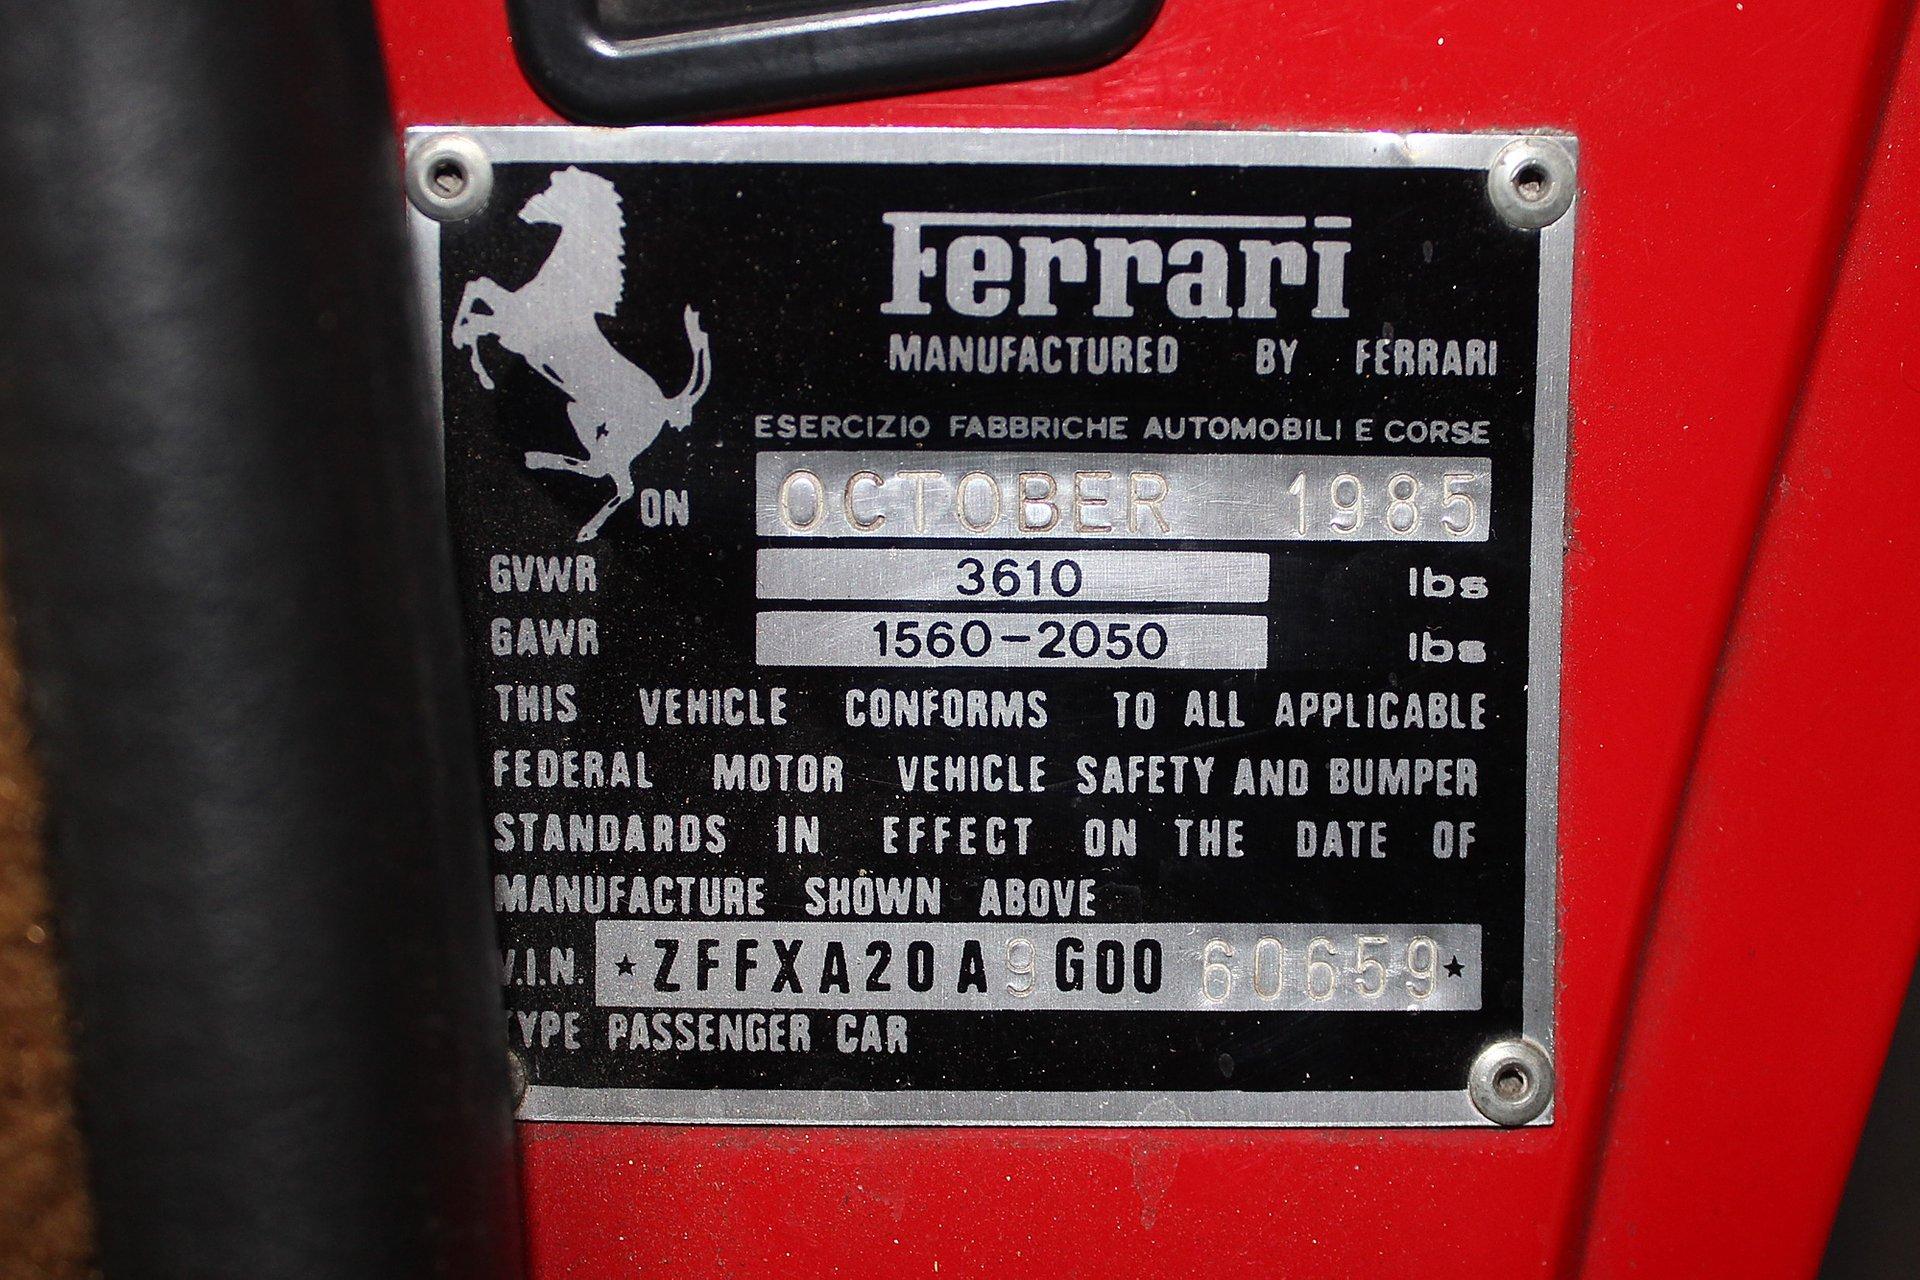 Ferrari
MANUFACTURED BY FERRARI
ESERCIZIO FABBRICHE AUTOMOBILI E CORSE
ON OCTOBER 1985
GVWR 3610 lbs
GAWR 1560-2050 lbs
THIS VEHICLE CONFORMS TO ALL APPLICABLE
FEDERAL MOTOR VEHICLE SAFETY AND BUMPER
STANDARDS IN EFFECT ON THE DATE OF
MANUFACTURE SHOWN ABOVE
V.I.N. ★ZFFXA20A9G0060659★
TYPE PASSENGER CAR